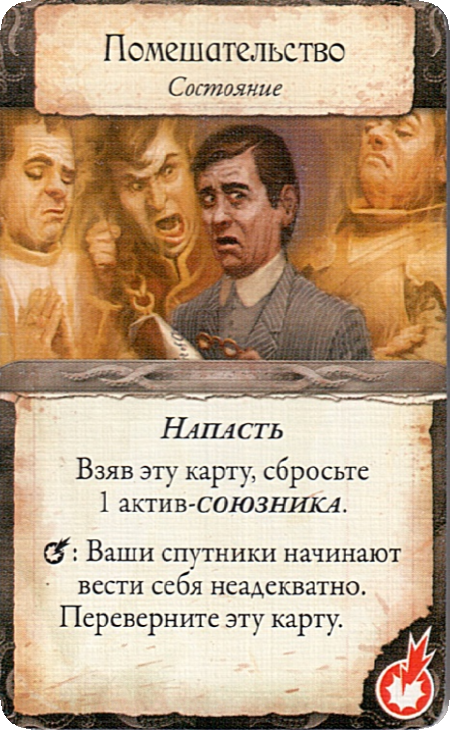 Помешательство
Состояние
Напасть
Взяв эту карту, сбросьте
1 актив-союзника.
: Ваши спутники начинают
вести себя неадекватно.
Переверните эту карту.